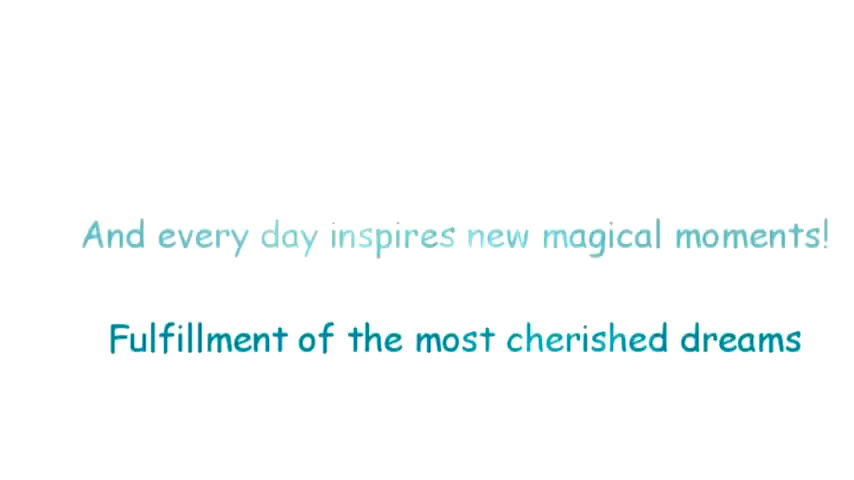 And every day inspires new magical moments!
Fulfillment of the most cherished dreams